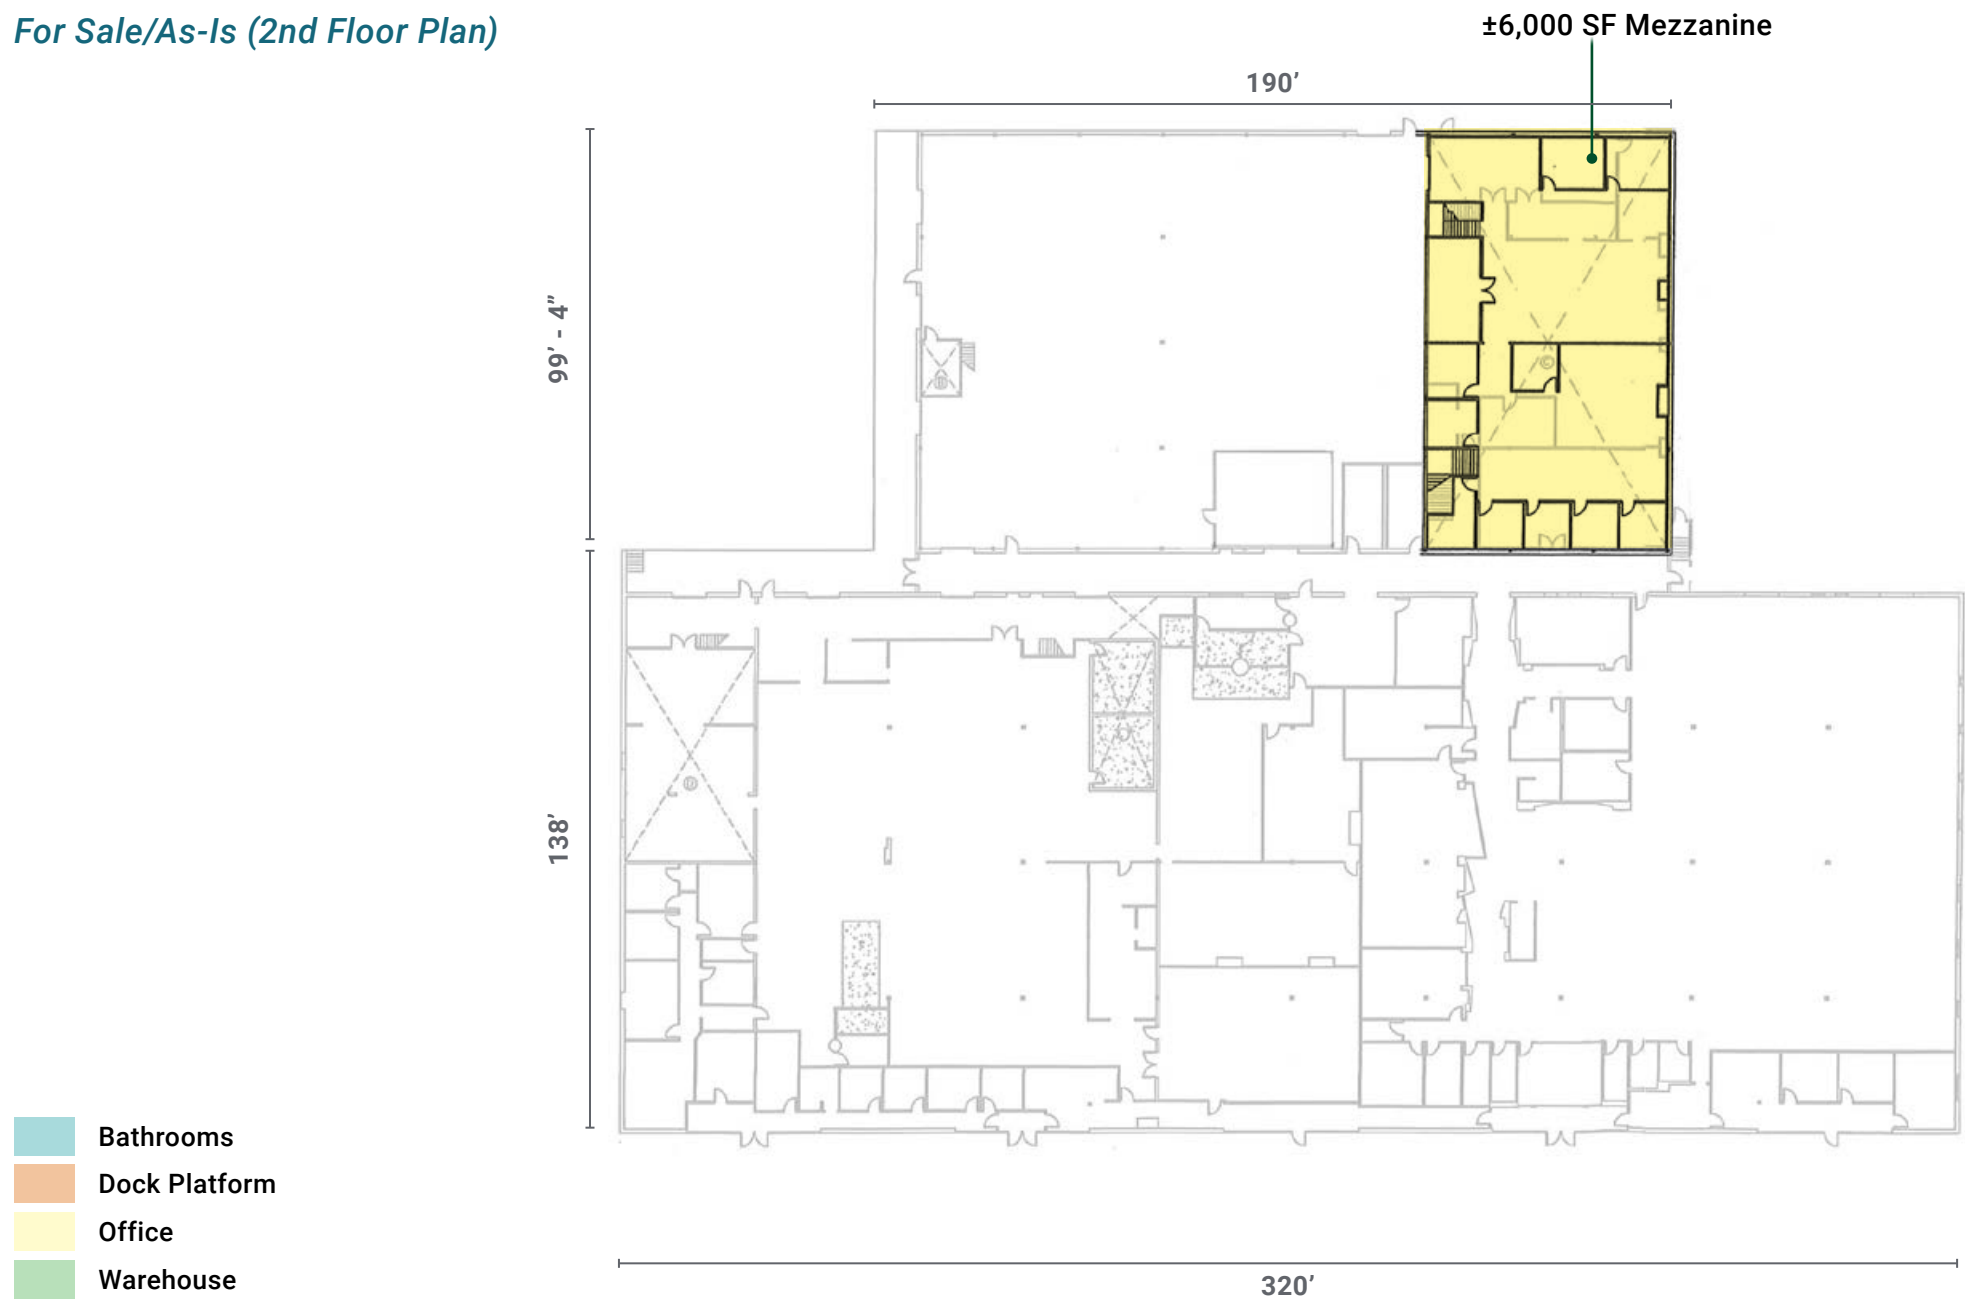 For Sale/As-Is (2nd Floor Plan)
±6,000 SF Mezzanine
190’
99’ - 4”
138’
Bathrooms
Dock Platform
Office
Warehouse
320’